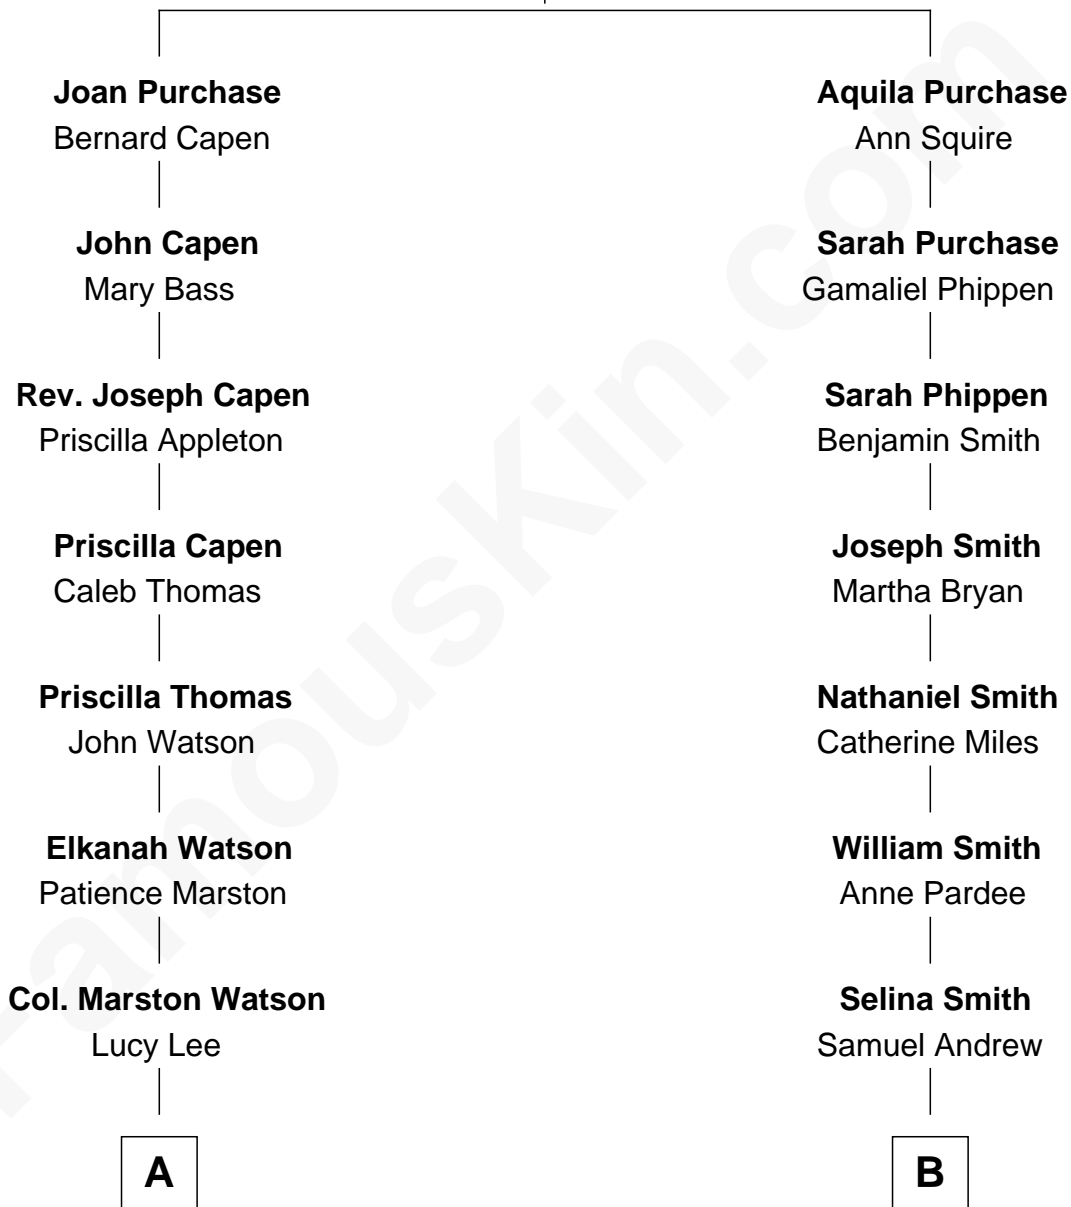 Joan Purchase
Bernard Capen
John Capen
Mary Bass
Rev. Joseph Capen
Priscilla Appleton
Priscilla Capen
Caleb Thomas
Priscilla Thomas
John Watson
Elkanah Watson
Patience Marston
Col. Marston Watson
Lucy Lee
A
Aquila Purchase
Ann Squire
Sarah Purchase
Gamaliel Phippen
Sarah Phippen
Benjamin Smith
Joseph Smith
Martha Bryan
Nathaniel Smith
Catherine Miles
William Smith
Anne Pardee
Selina Smith
Samuel Andrew
B
FamousKin.com